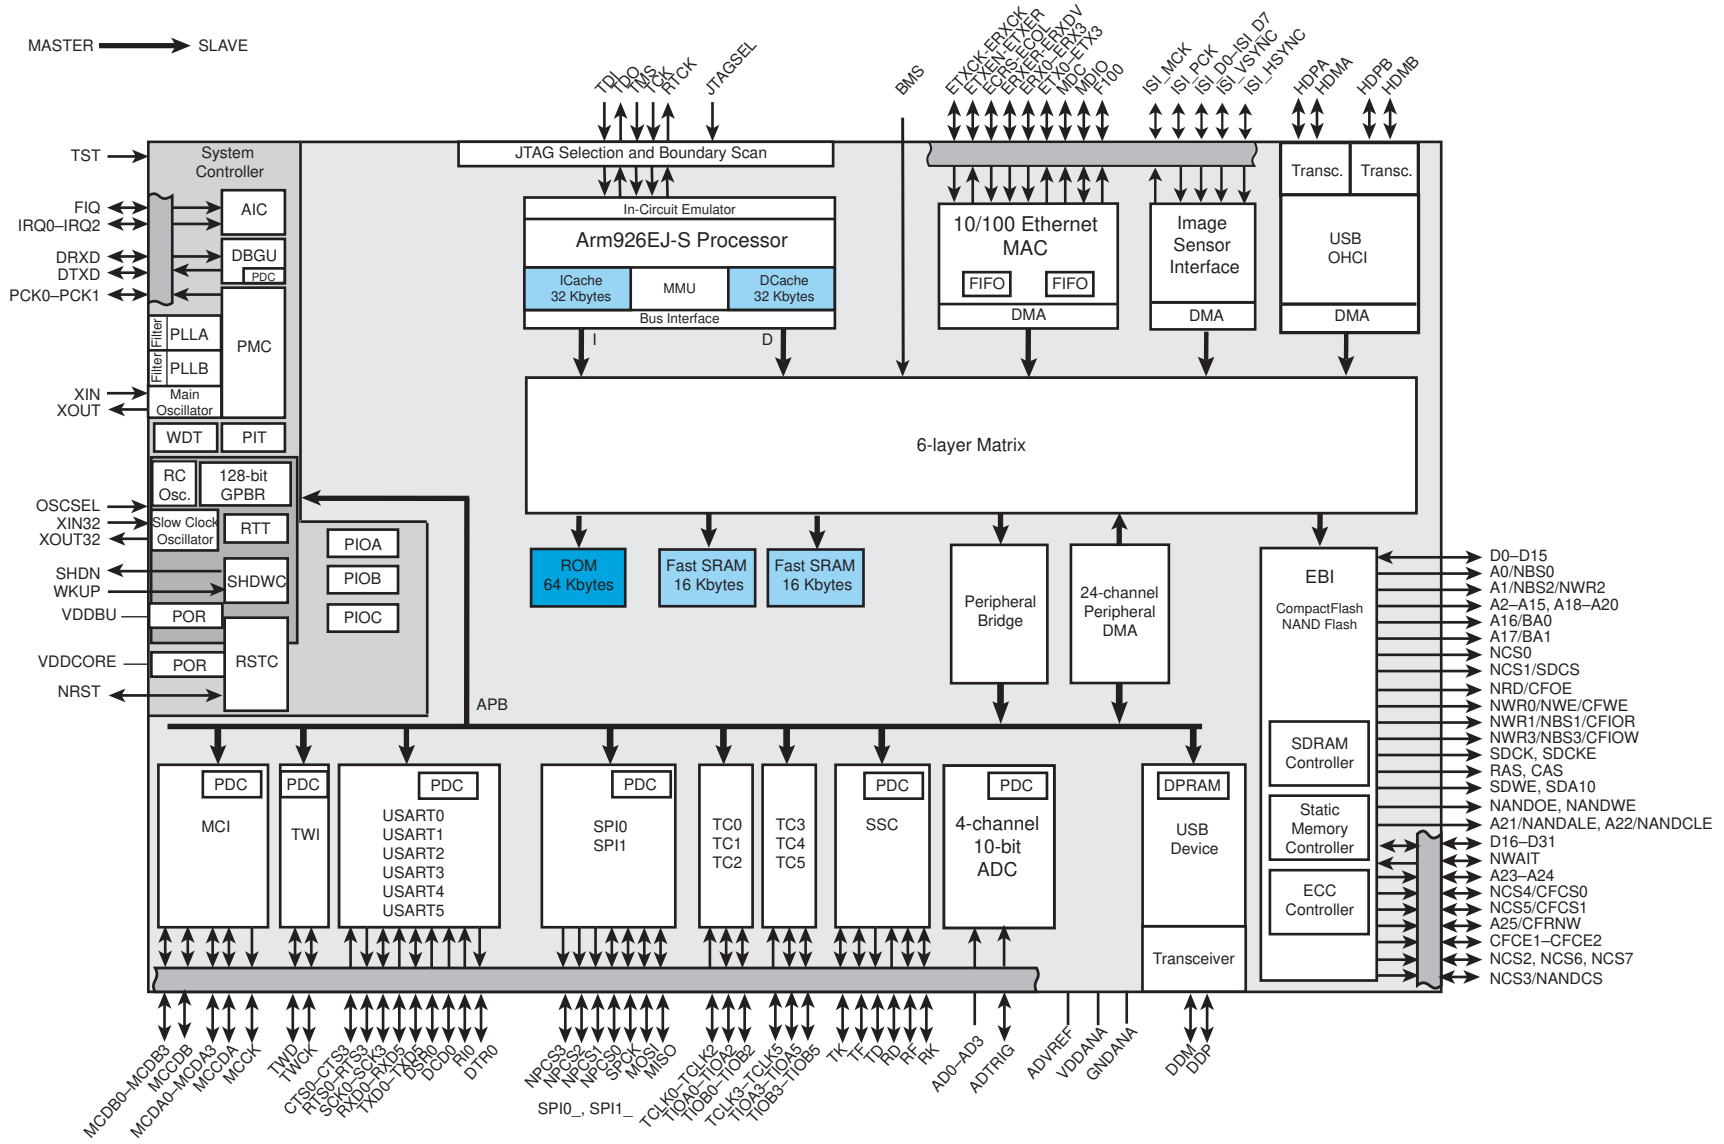 MASTER
SLAVE
TDI
TDO
TMS
TCK
RTCK
JTAGSEL
BMS
ETXCK-ERXCK
ETXEN-ETXER
ECRS-ECOL
ERXER-ERXDV
ERX0-ERX3
ETX0-ETX3
MDC
MDIO
F100
ISI_MCK
ISI_PCK
ISI_D0–ISI_D7
ISI_VSYNC
ISI_HSYNC
HDPA
HDMA
HDPB
HDMB
TST
FIQ
IRQ0–IRQ2
DRXD
DTXD
PCK0–PCK1
XIN
XOUT
OSCSEL
XIN32
XOUT32
SHDN
WKUP
VDDBU
VDDCORE
NRST
System
Controller
AIC
DBGU
PDC
Filter
PLLA
Filter
PLLB
PMC
Main
Oscillator
WDT
PIT
RC
Osc.
128-bit
GPBR
Slow Clock
Oscillator
RTT
SHDWC
POR
POR
RSTC
PIOA
PIOB
PIOC
JTAG Selection and Boundary Scan
In-Circuit Emulator
Arm926EJ-S Processor
ICache
32 Kbytes
MMU
DCache
32 Kbytes
Bus Interface
I
D
10/100 Ethernet
MAC
FIFO
FIFO
DMA
Image
Sensor
Interface
DMA
Transc.
Transc.
USB
OHCI
DMA
6-layer Matrix
ROM
64 Kbytes
Fast SRAM
16 Kbytes
Fast SRAM
16 Kbytes
Peripheral
Bridge
24-channel
Peripheral
DMA
EBI
CompactFlash
NAND Flash
SDRAM
Controller
Static
Memory
Controller
ECC
Controller
D0–D15
A0/NBS0
A1/NBS2/NWR2
A2–A15, A18–A20
A16/BA0
A17/BA1
NCS0
NCS1/SDCS
NRD/CFOE
NWR0/NWE/CFWE
NWR1/NBS1/CFIOR
NWR3/NBS3/CFIOW
SDCK, SDCKE
RAS, CAS
SDWE, SDA10
NANDOE, NANDWE
A21/NANDALE, A22/NANDCLE
D16–D31
NWAIT
A23–A24
NCS4/CFCS0
NCS5/CFCS1
A25/CFRNW
CFCE1–CFCE2
NCS2, NCS6, NCS7
NCS3/NANDCS
APB
PDC
MCI
PDC
TWI
PDC
USART0
USART1
USART2
USART3
USART4
USART5
PDC
SPI0
SPI1
TC0
TC1
TC2
TC3
TC4
TC5
PDC
SSC
PDC
4-channel
10-bit
ADC
DPRAM
USB
Device
Transceiver
MCDB0–MCDB3
MCCDB
MCDA0–MCDA3
MCCDA
MCCK
TWD
TWCK
CTS0–CTS3
RTS0–RTS3
SCK0–SCK3
RXD0–RXD5
TXD0–TXD5
DSR0
DCD0
RI0
DTR0
NPCS3
NPCS2
NPCS1
NPCS0
SPCK
MOSI
MISO
SPI0_, SPI1_
TCLK0–TCLK2
TIOA0–TIOA2
TIOB0–TIOB2
TCLK3–TCLK5
TIOA3–TIOA5
TIOB3–TIOB5
TK
TF
TD
RD
RF
RK
AD0–AD3
ADTRIG
ADVREF
VDDANA
GNDANA
DDM
DDP